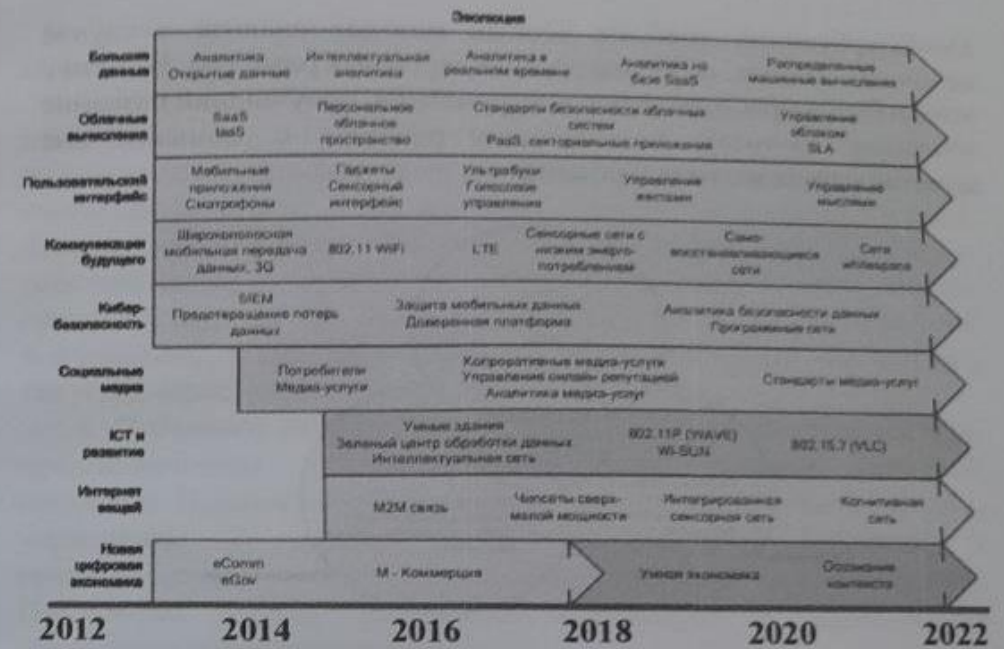 Эволюция
Большие
данные
Аналитика
Открытые данные
Интеллектуальная
аналитика
Аналитика в
реальном времени
Аналитика на
базе SaaS
Распределенные
машинные вычисления
Облачные
вычисления
SaaS
IaaS
Персональное
облачное
пространство
Стандарты безопасности облачных
систем
PaaS, секториальные приложения
Управление
облаком
SLA
Пользовательский
интерфейс
Мобильные
приложения
Сматрофоны
Гаджеты
Сенсорный
интерфейс
Ультрабуки
Голосовое
управление
Управление
жестами
Управление
мыслями
Коммуникации
будущего
Широкополосная
мобильная передача
данных, 3G
802.11 WiFi
LTE
Сенсорные сети с
низким энерго-
потреблением
Само-
восстанавливающиеся
сети
Сети
whitespace
Кибер-
безопасность
SIEM
Предотвращение потерь
данных
Защита мобильных данных
Доверенная платформа
Аналитика безопасности данных
Программные сети
Социальные
медиа
Потребители
Медиа-услуги
Копроративные медиа-услуги
Управление онлайн репутацией
Аналитика медиа-услуг
Стандарты медиа-услуг
ICT и
развитие
Умные здания
Зеленый центр обработки данных
Интеллектуальная сеть
802.11P (WAVE)
WI-SUN
802.15.7 (VLC)
Интернет
вещей
M2M связь
Чипсеты сверх-
малой мощности
Интегрированная
сенсорная сеть
Когнитивная
сеть
Новая
цифровая
экономика
eComm
eGov
М - Коммерция
Умная экономика
Осознание
контекста
2012 2014 2016 2018 2020 2022